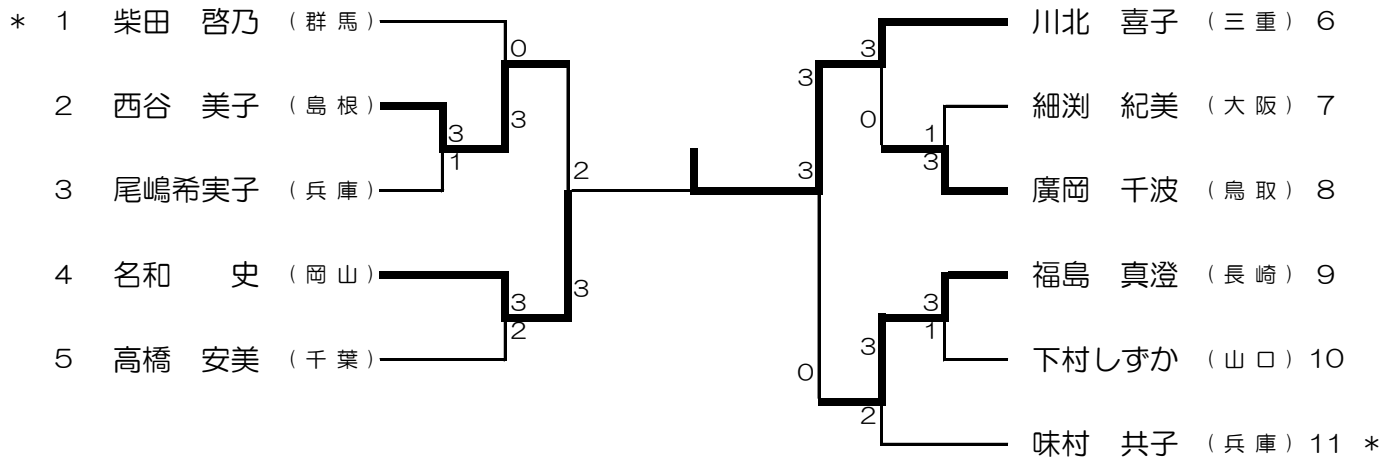 * 1 柴田 啓乃 (群馬)
2 西谷 美子 (島根)
3 尾嶋希実子 (兵庫)
4 名和 史 (岡山)
5 高橋 安美 (千葉)
0
3
3
1
2
3
3
2
3
3
3
0
1
3
3
1
3
0
2
川北 喜子 (三重) 6
細渕 紀美 (大阪) 7
廣岡 千波 (鳥取) 8
福島 真澄 (長崎) 9
下村しずか (山口) 10
味村 共子 (兵庫) 11 *